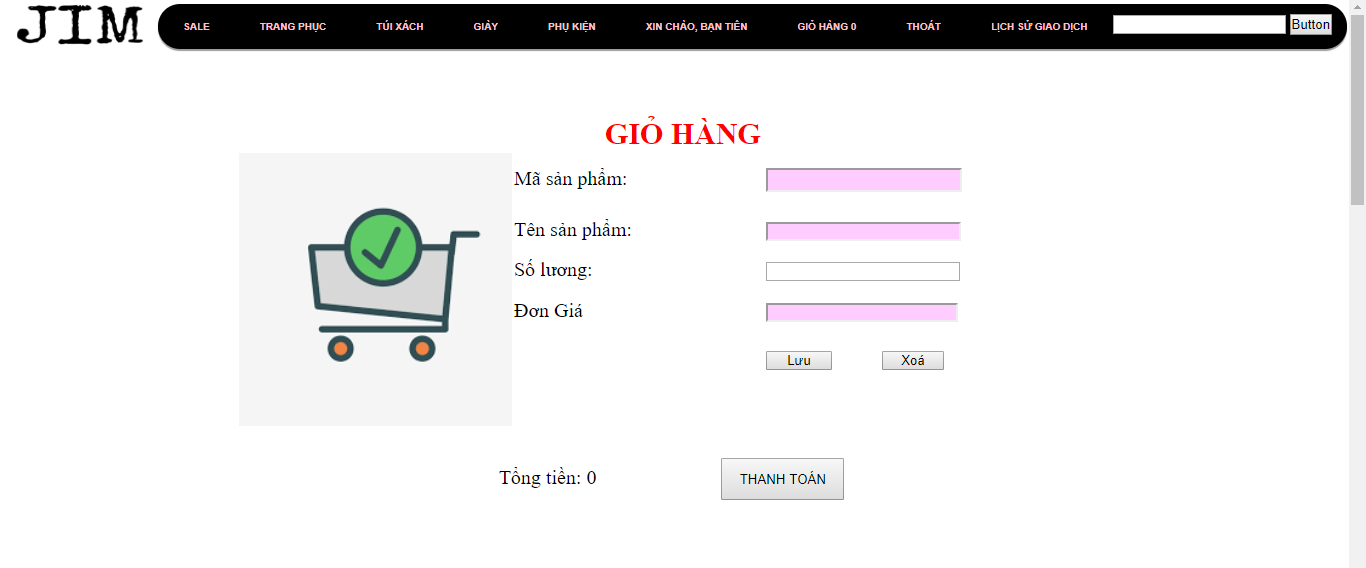 JIM
SALE TRANG PHỤC TÚI XÁCH GIÀY PHỤ KIỆN XIN CHÀO, BẠN TIÊN GIỎ HÀNG 0 THOÁT LỊCH SỬ GIAO DỊCH Button
GIỎ HÀNG
Mã sản phẩm:
Tên sản phẩm:
Số lương:
Đơn Giá
Lưu Xoá
Tổng tiền: 0 THANH TOÁN